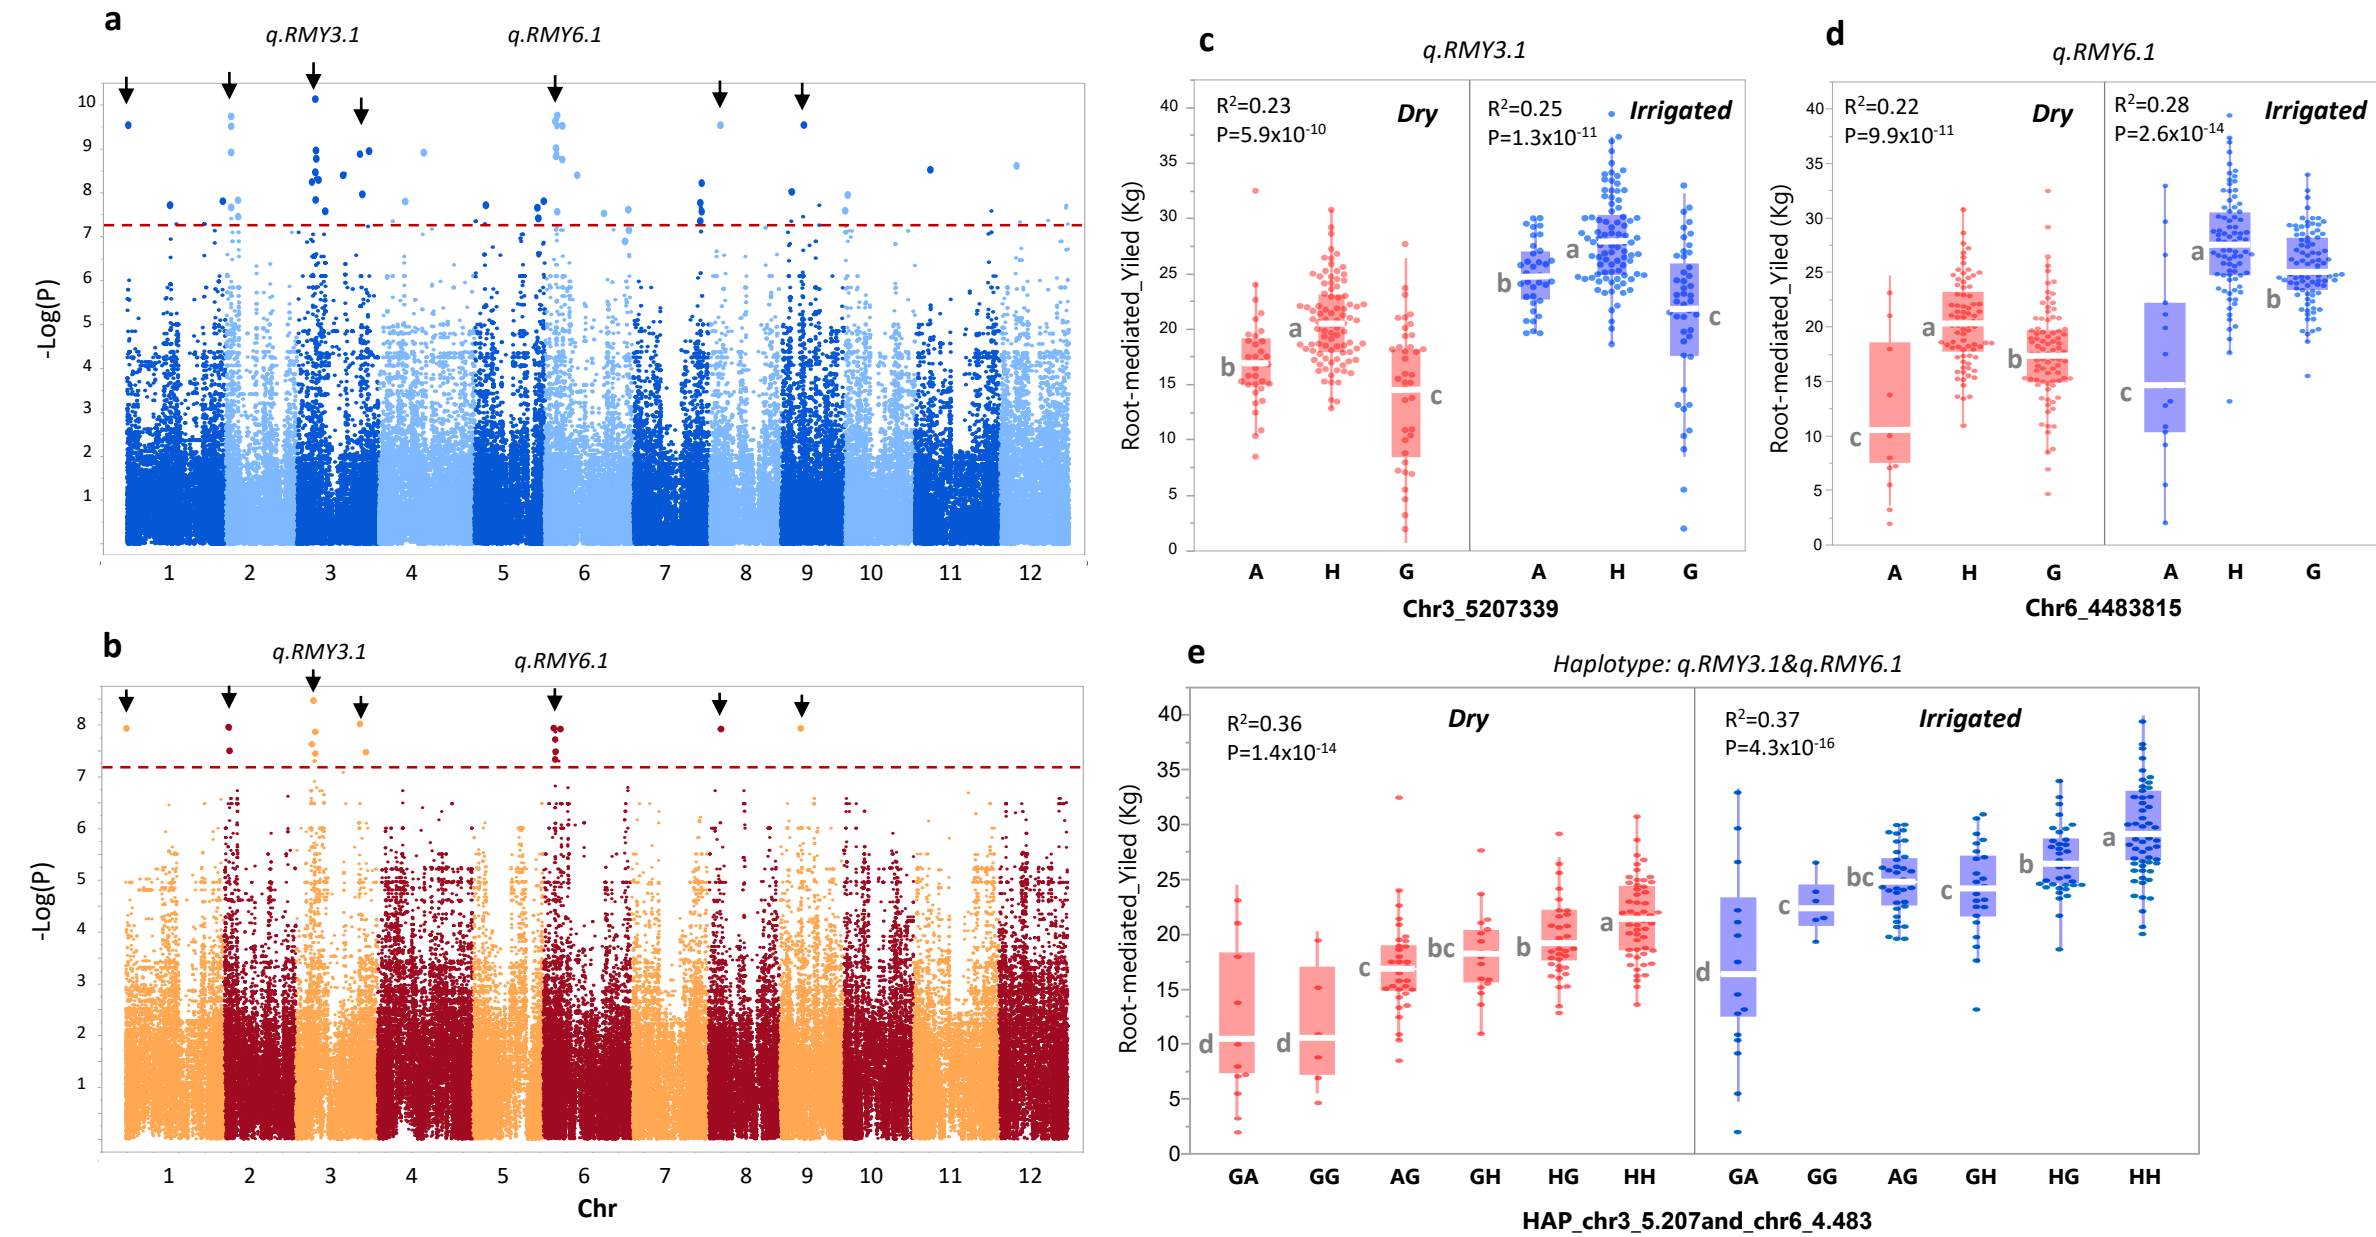 a
q.RMY3.1
q.RMY6.1
10
9
8
7
6
5
4
3
2
1
-Log(P)
1 2 3 4 5 6 7 8 9 10 11 12
b
q.RMY3.1
q.RMY6.1
8
7
6
5
4
3
2
1
-Log(P)
1 2 3 4 5 6 7 8 9 10 11 12
Chr
c
q.RMY3.1
R²=0.23
P=5.9x10⁻¹⁰
Dry
R²=0.25
P=1.3x10⁻¹¹
Irrigated
40
35
30
25
20
15
10
5
0
Root-mediated_Yiled (Kg)
b
a
c
b
a
c
A H G A H G
Chr3_5207339
d
q.RMY6.1
R²=0.22
P=9.9x10⁻¹¹
Dry
R²=0.28
P=2.6x10⁻¹⁴
Irrigated
40
35
30
25
20
15
10
5
0
Root-mediated_Yiled (Kg)
c
a
b
c
a
b
A H G A H G
Chr6_4483815
e
Haplotype: q.RMY3.1&q.RMY6.1
R²=0.36
P=1.4x10⁻¹⁴
Dry
R²=0.37
P=4.3x10⁻¹⁶
Irrigated
40
35
30
25
20
15
10
5
0
Root-mediated_Yiled (Kg)
d
d
c
bc
b
a
d
c
bc
c
b
a
GA GG AG GH HG HH GA GG AG GH HG HH
HAP_chr3_5.207and_chr6_4.483